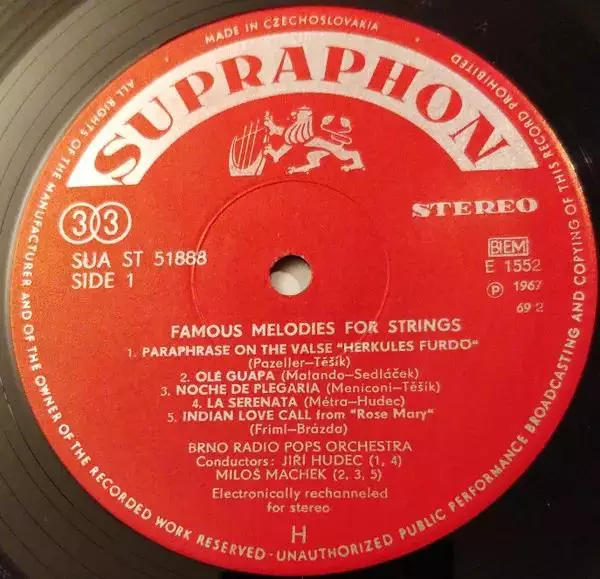 MADE IN CZECHOSLOVAKIA
SUPRAPHON
ALL RIGHTS OF THE MANUFACTURER AND OF THE OWNER OF THE RECORDED WORK RESERVED · UNAUTHORIZED PUBLIC PERFORMANCE BROADCASTING AND COPYING OF THIS RECORD PROHIBITED
33
STEREO
SUA ST 51888
SIDE 1
BIEM
E 1552
℗ 1967
69 2
FAMOUS MELODIES FOR STRINGS
1. PARAPHRASE ON THE VALSE "HERKULES FURDÖ"
(Pazeller—Těšík)
2. OLÉ GUAPA (Malando—Sedláček)
3. NOCHE DE PLEGARIA (Meniconi—Těšík)
4. LA SERENATA (Métra—Hudec)
5. INDIAN LOVE CALL from "Rose Mary"
(Friml—Brázda)
BRNO RADIO POPS ORCHESTRA
Conductors: JIŘÍ HUDEC (1, 4)
MILOŠ MACHEK (2, 3, 5)
Electronically rechanneled
for stereo
H